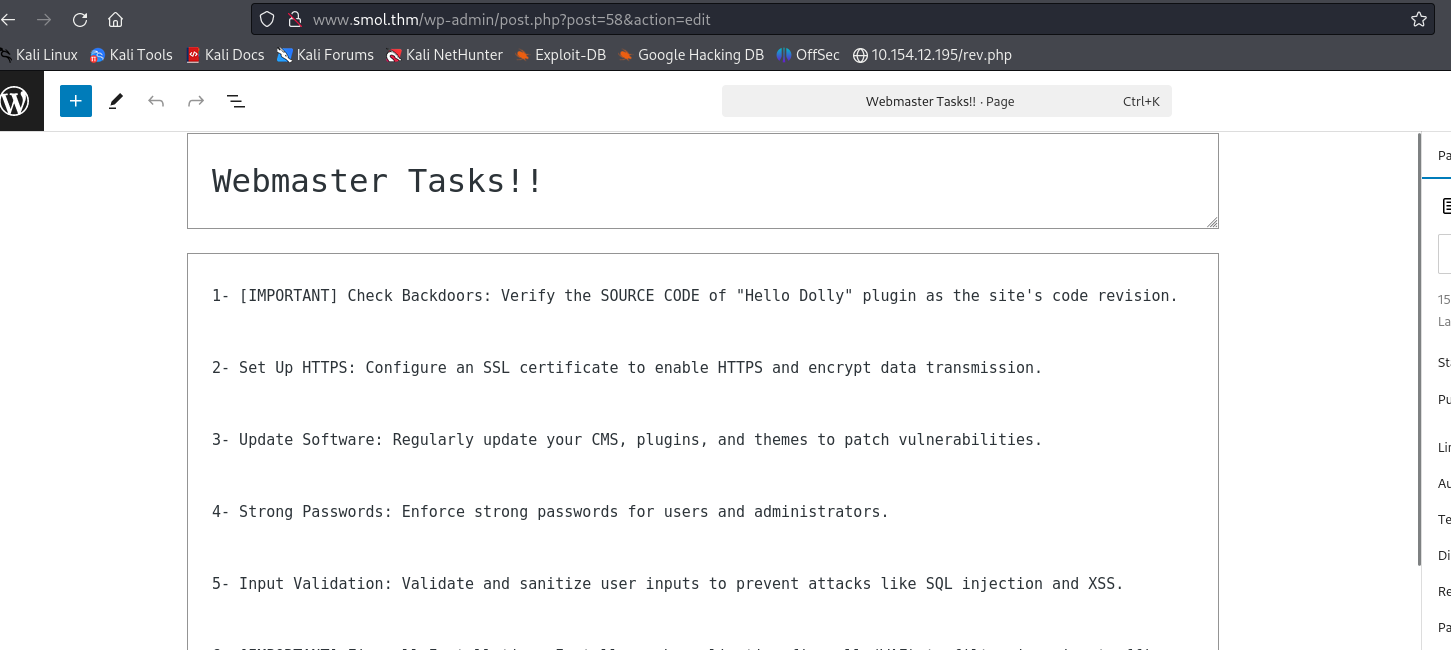 www.smol.thm/wp-admin/post.php?post=58&action=edit
Kali Linux Kali Tools Kali Docs Kali Forums Kali NetHunter Exploit-DB Google Hacking DB OffSec 10.154.12.195/rev.php
Webmaster Tasks!! · Page Ctrl+K
Webmaster Tasks!!
Pa
1- [IMPORTANT] Check Backdoors: Verify the SOURCE CODE of "Hello Dolly" plugin as the site's code revision.
15
La
2- Set Up HTTPS: Configure an SSL certificate to enable HTTPS and encrypt data transmission.
St
Pu
3- Update Software: Regularly update your CMS, plugins, and themes to patch vulnerabilities.
Li
Au
4- Strong Passwords: Enforce strong passwords for users and administrators.
Te
Di
5- Input Validation: Validate and sanitize user inputs to prevent attacks like SQL injection and XSS.
Re
Pa